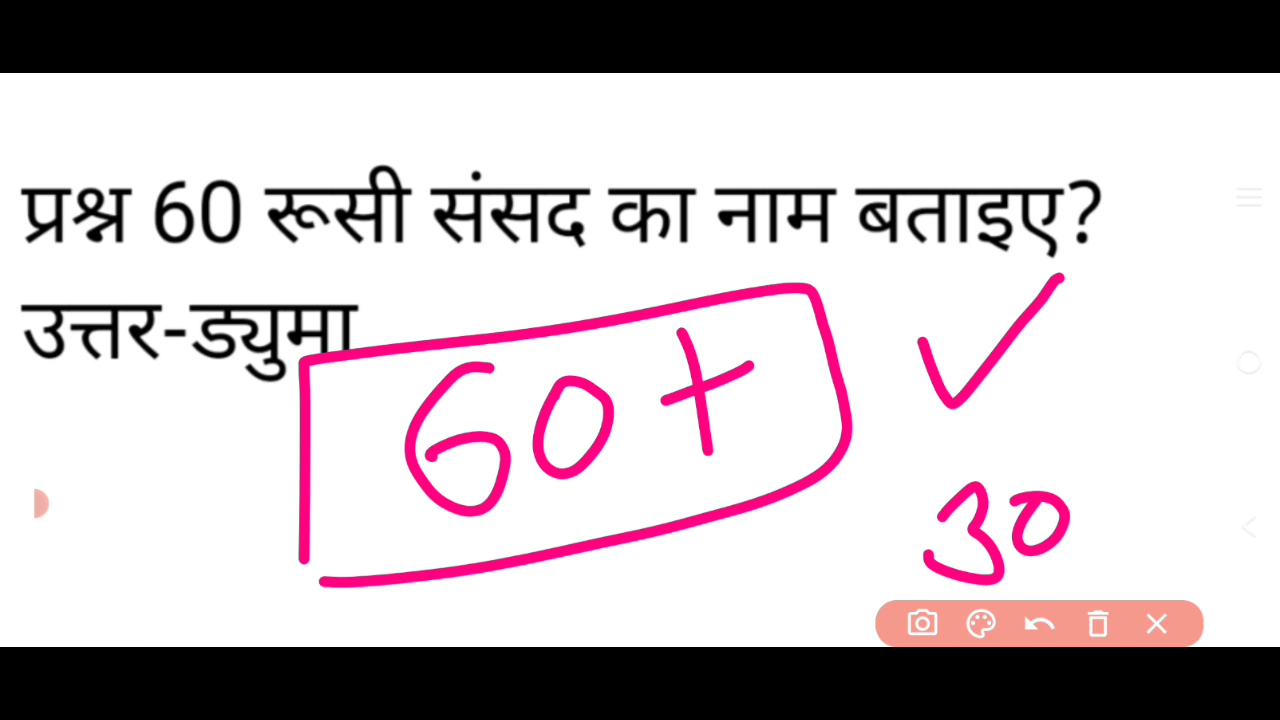 प्रश्न 60 रूसी संसद का नाम बताइए?
उत्तर-ड्युमा
60+
30